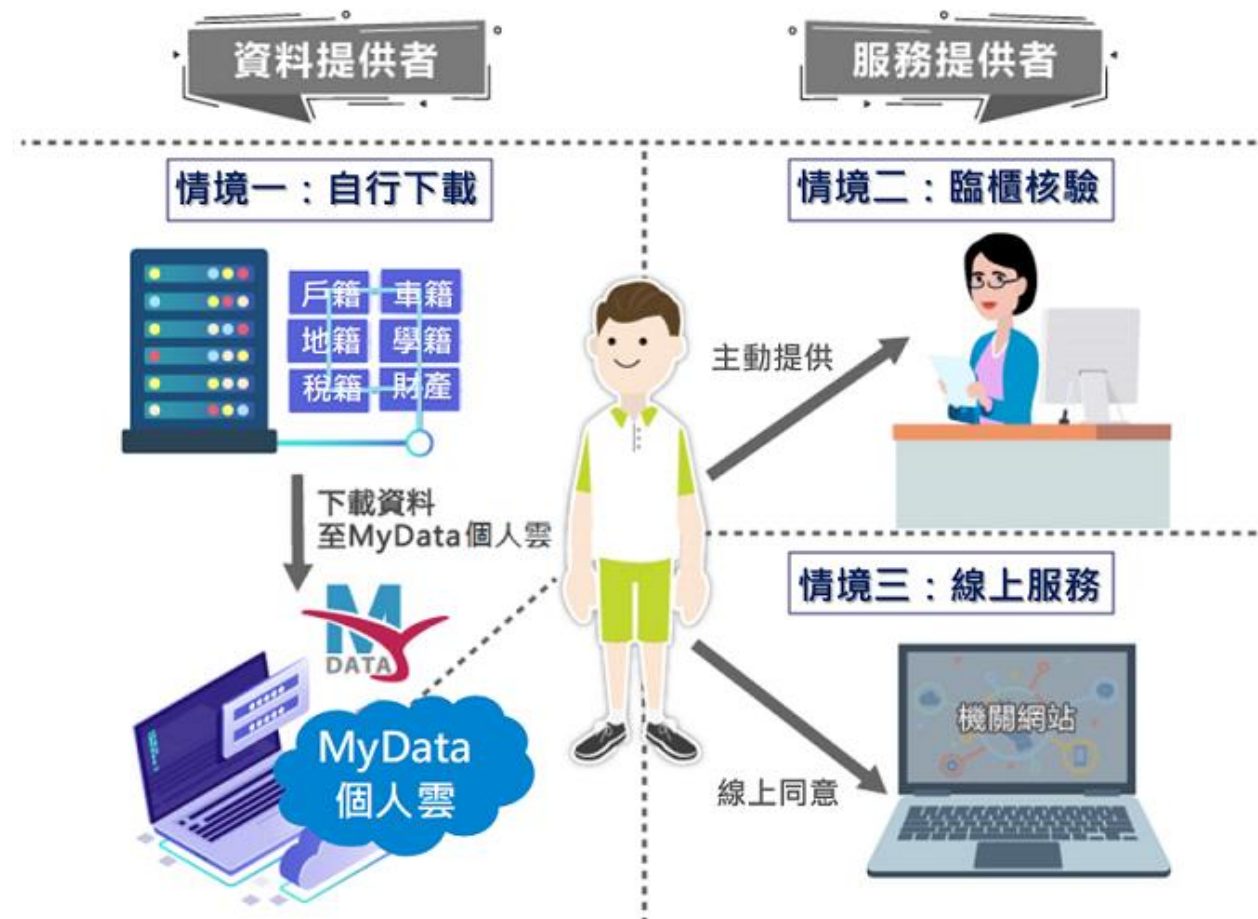 資料提供者
服務提供者
情境一：自行下載
戶籍 車籍
地籍 學籍
稅籍 財產
下載資料
至MyData個人雲
M
DATA
MyData
個人雲
情境二：臨櫃核驗
主動提供
情境三：線上服務
機關網站
線上同意